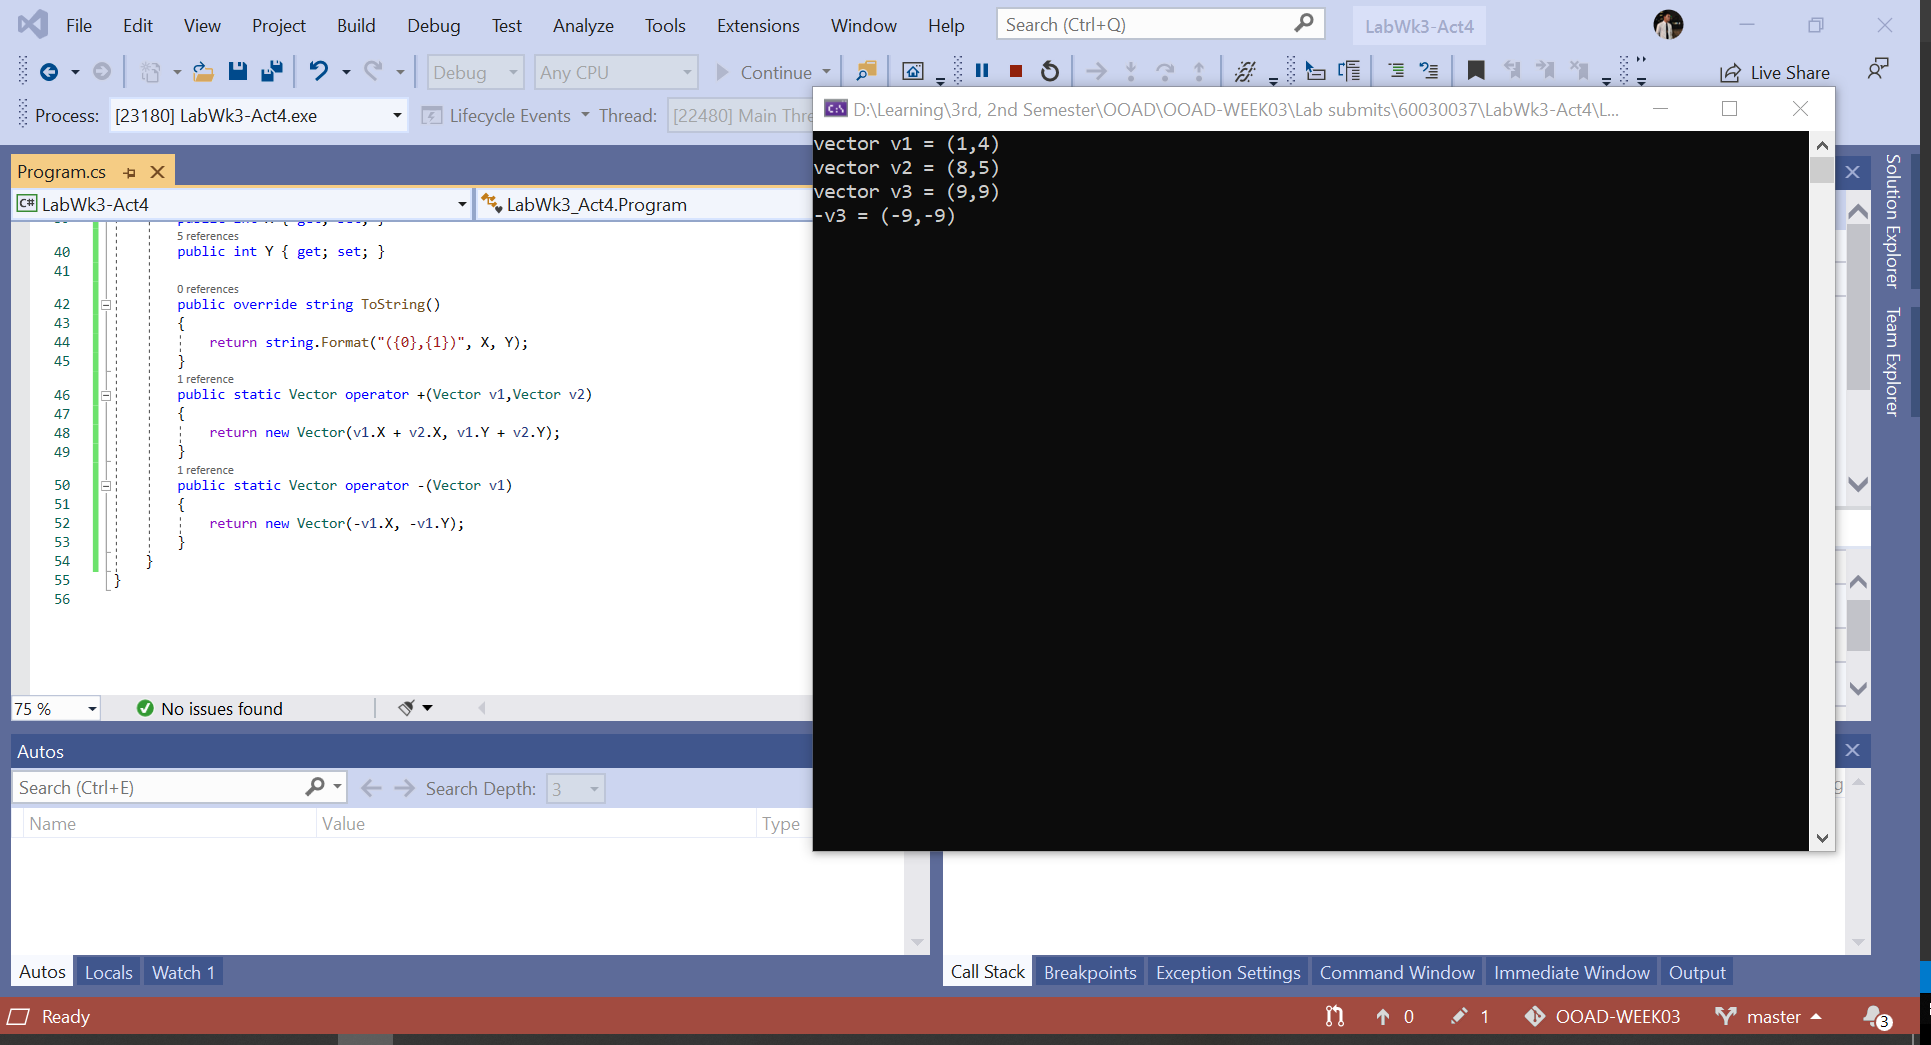 File Edit View Project Build Debug Test Analyze Tools Extensions Window Help Search (Ctrl+Q) LabWk3-Act4
Debug Any CPU Continue Live Share
Process: [23180] LabWk3-Act4.exe Lifecycle Events Thread: [22480] Main Thre
Program.cs
C# LabWk3-Act4 LabWk3_Act4.Program
5 references
40 public int Y { get; set; }
41
0 references
42 public override string ToString()
43 {
44 return string.Format("({0},{1})", X, Y);
45 }
1 reference
46 public static Vector operator +(Vector v1,Vector v2)
47 {
48 return new Vector(v1.X + v2.X, v1.Y + v2.Y);
49 }
1 reference
50 public static Vector operator -(Vector v1)
51 {
52 return new Vector(-v1.X, -v1.Y);
53 }
54 }
55 }
56
75 % No issues found
D:\Learning\3rd, 2nd Semester\OOAD\OOAD-WEEK03\Lab submits\60030037\LabWk3-Act4\L...
vector v1 = (1,4)
vector v2 = (8,5)
vector v3 = (9,9)
-v3 = (-9,-9)
Solution Explorer
Team Explorer
Autos
Search (Ctrl+E) Search Depth: 3
Name Value Type
Autos Locals Watch 1
Call Stack Breakpoints Exception Settings Command Window Immediate Window Output
Ready 0 1 OOAD-WEEK03 master 3